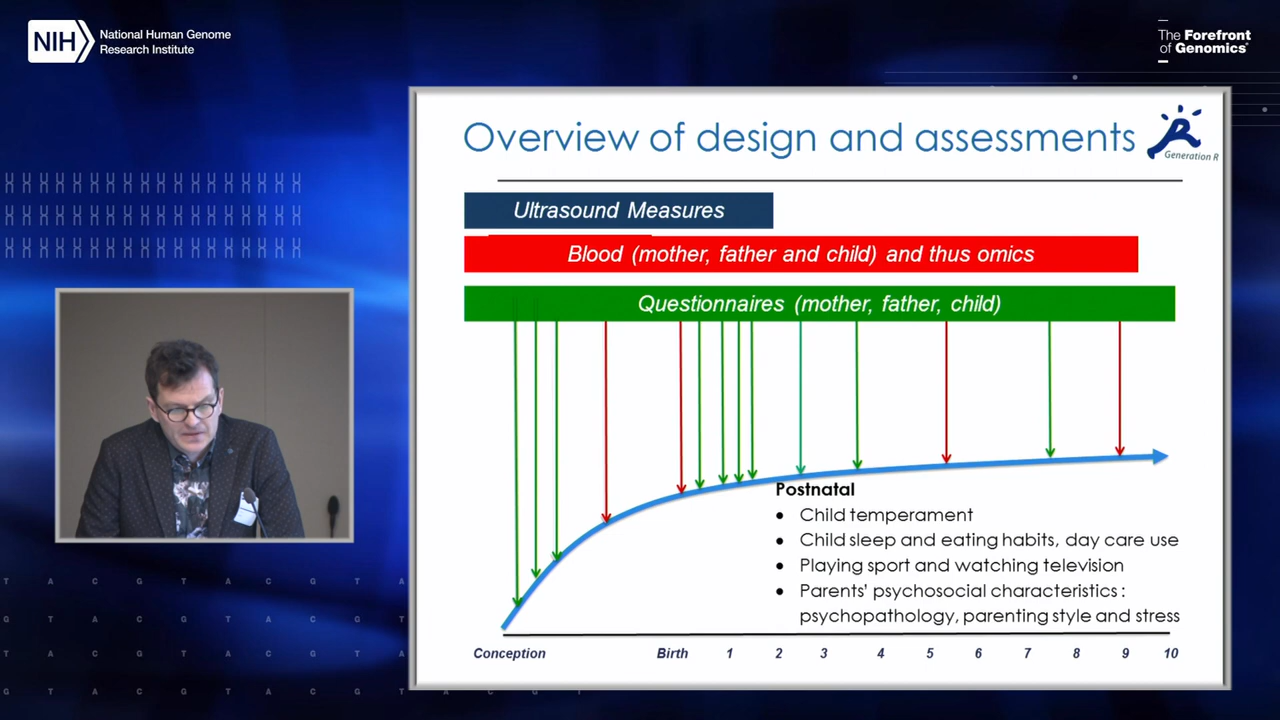 NIH
National Human Genome
Research Institute
The Forefront
of Genomics®
Overview of design and assessments
Generation R
Ultrasound Measures
Blood (mother, father and child) and thus omics
Questionnaires (mother, father, child)
Postnatal
• Child temperament
• Child sleep and eating habits, day care use
• Playing sport and watching television
• Parents' psychosocial characteristics :
psychopathology, parenting style and stress
Conception Birth 1 2 3 4 5 6 7 8 9 10
T A C G T A C G T A
G T A C G T A C G T
T A C G T A C G T A
G T A C G T A C G T A C G T